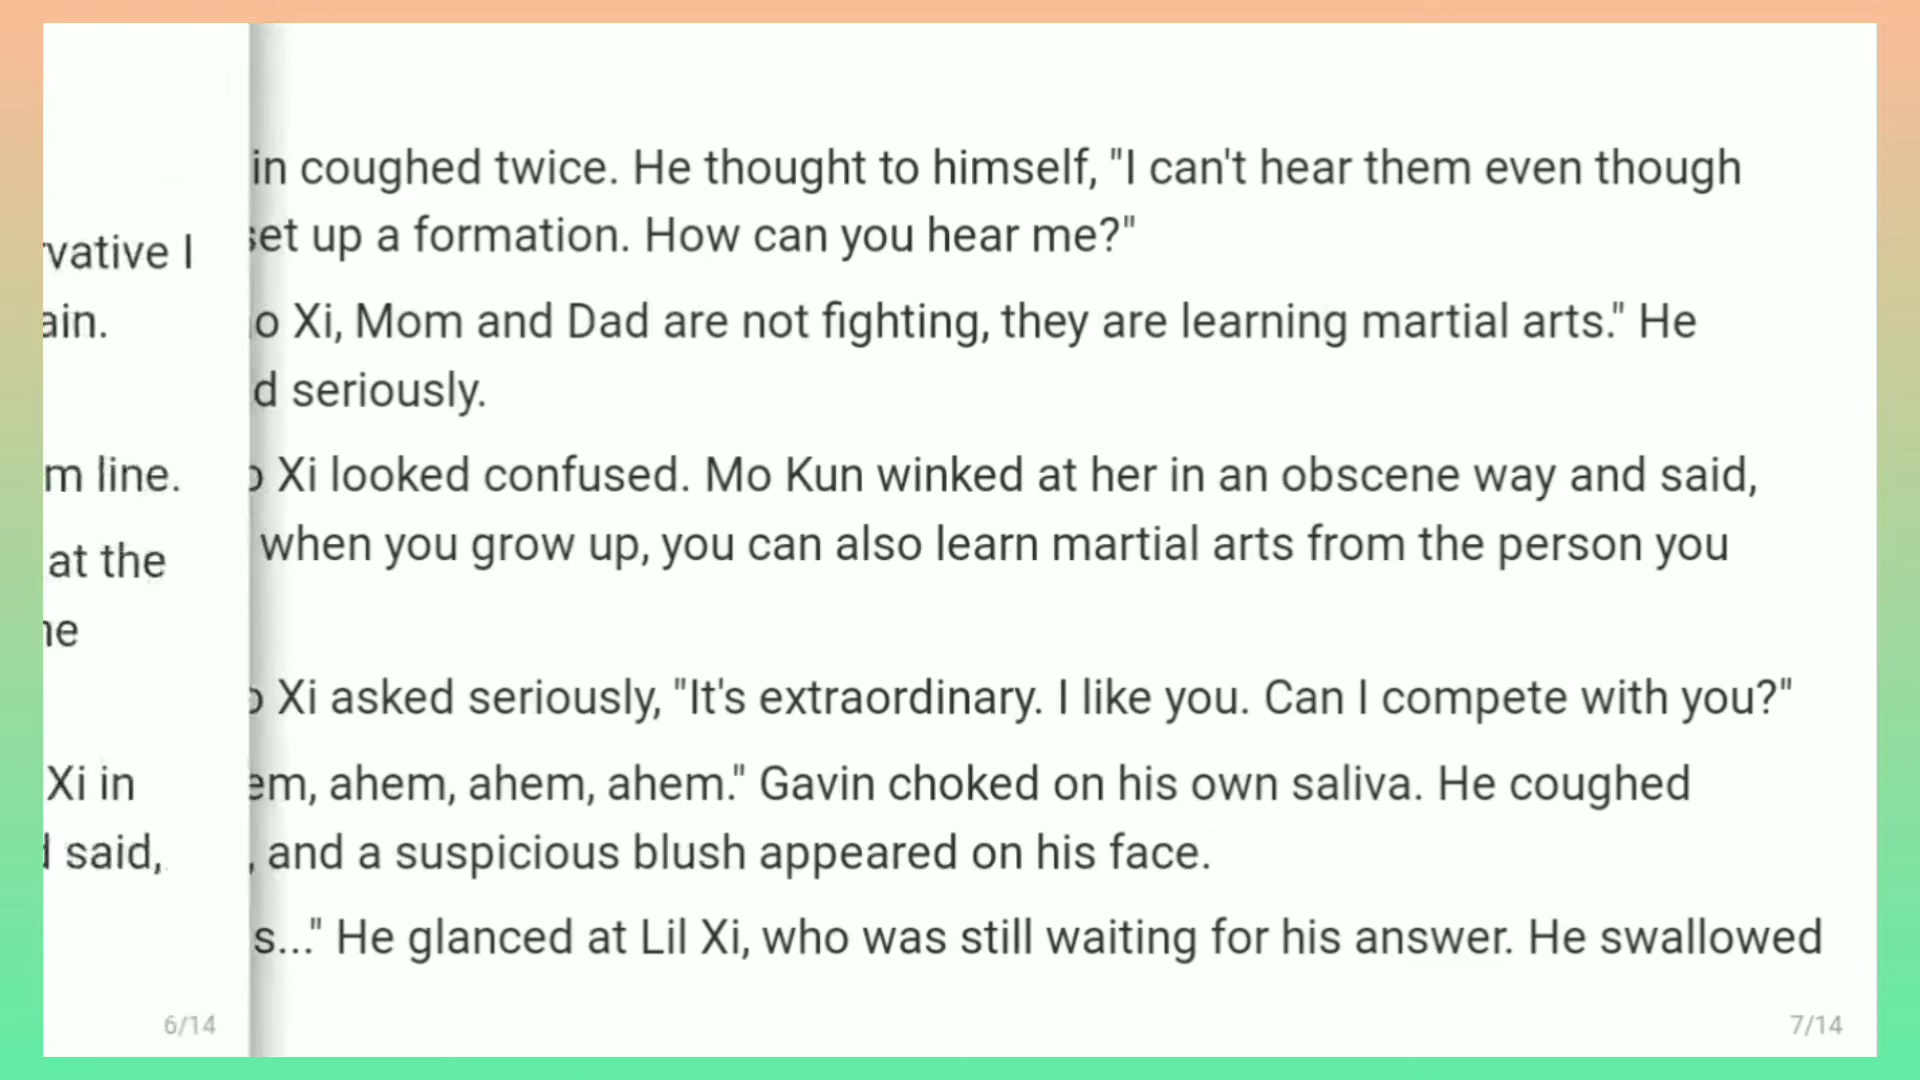 vative I
ain.
m line.
at the
he
Xi in
said,
6/14
in coughed twice. He thought to himself, "I can't hear them even though
set up a formation. How can you hear me?"
o Xi, Mom and Dad are not fighting, they are learning martial arts." He
d seriously.
o Xi looked confused. Mo Kun winked at her in an obscene way and said,
when you grow up, you can also learn martial arts from the person you
o Xi asked seriously, "It's extraordinary. I like you. Can I compete with you?"
em, ahem, ahem, ahem." Gavin choked on his own saliva. He coughed
, and a suspicious blush appeared on his face.
s..." He glanced at Lil Xi, who was still waiting for his answer. He swallowed
7/14